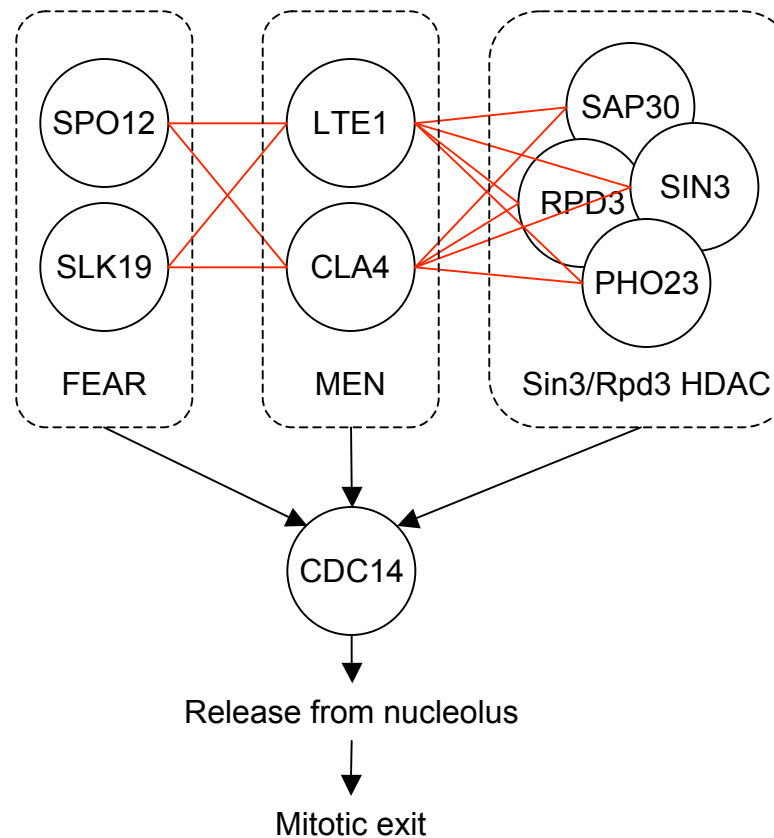 SPO12
LTE1
SAP30
RPD3
SIN3
SLK19
CLA4
PHO23
FEAR
MEN
Sin3/Rpd3 HDAC
CDC14
Release from nucleolus
Mitotic exit